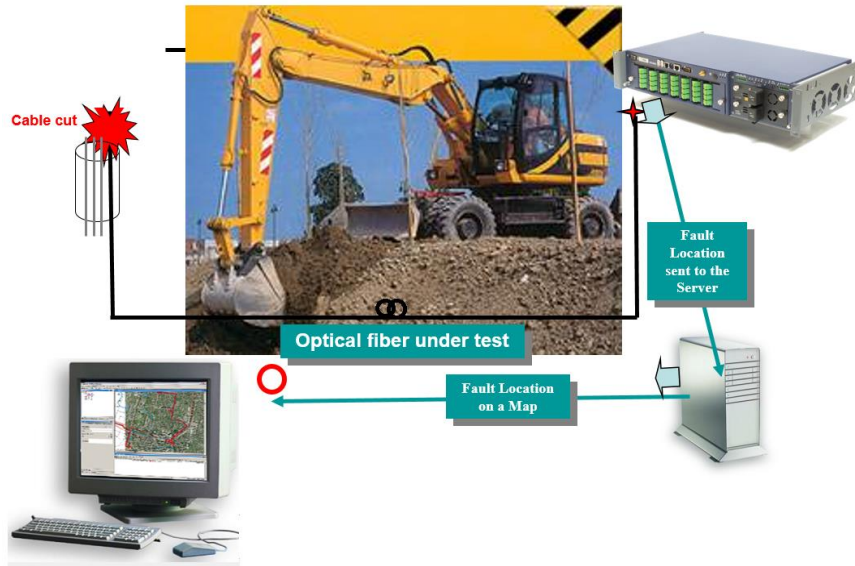 Cable cut
Fault
Location
sent to the
Server
Optical fiber under test
Fault Location
on a Map